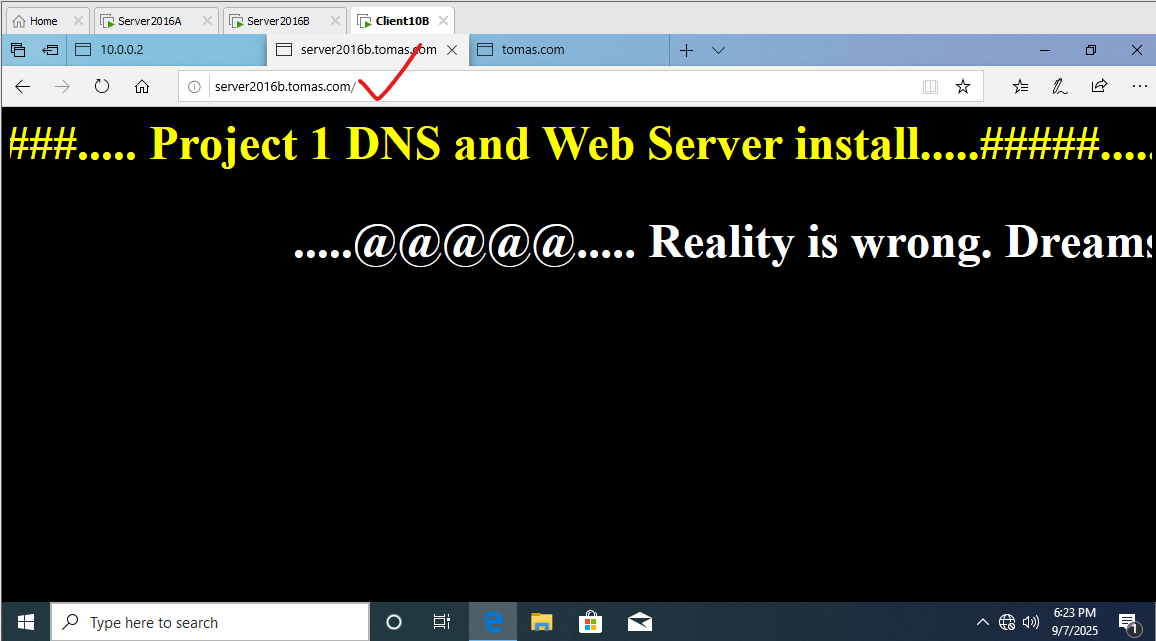 Home Server2016A Server2016B Client10B
10.0.0.2 server2016b.tomas.com tomas.com
server2016b.tomas.com/
###..... Project 1 DNS and Web Server install.....#####.....
.....@@@@@..... Reality is wrong. Dreams
Type here to search
6:23 PM
9/7/2025
1